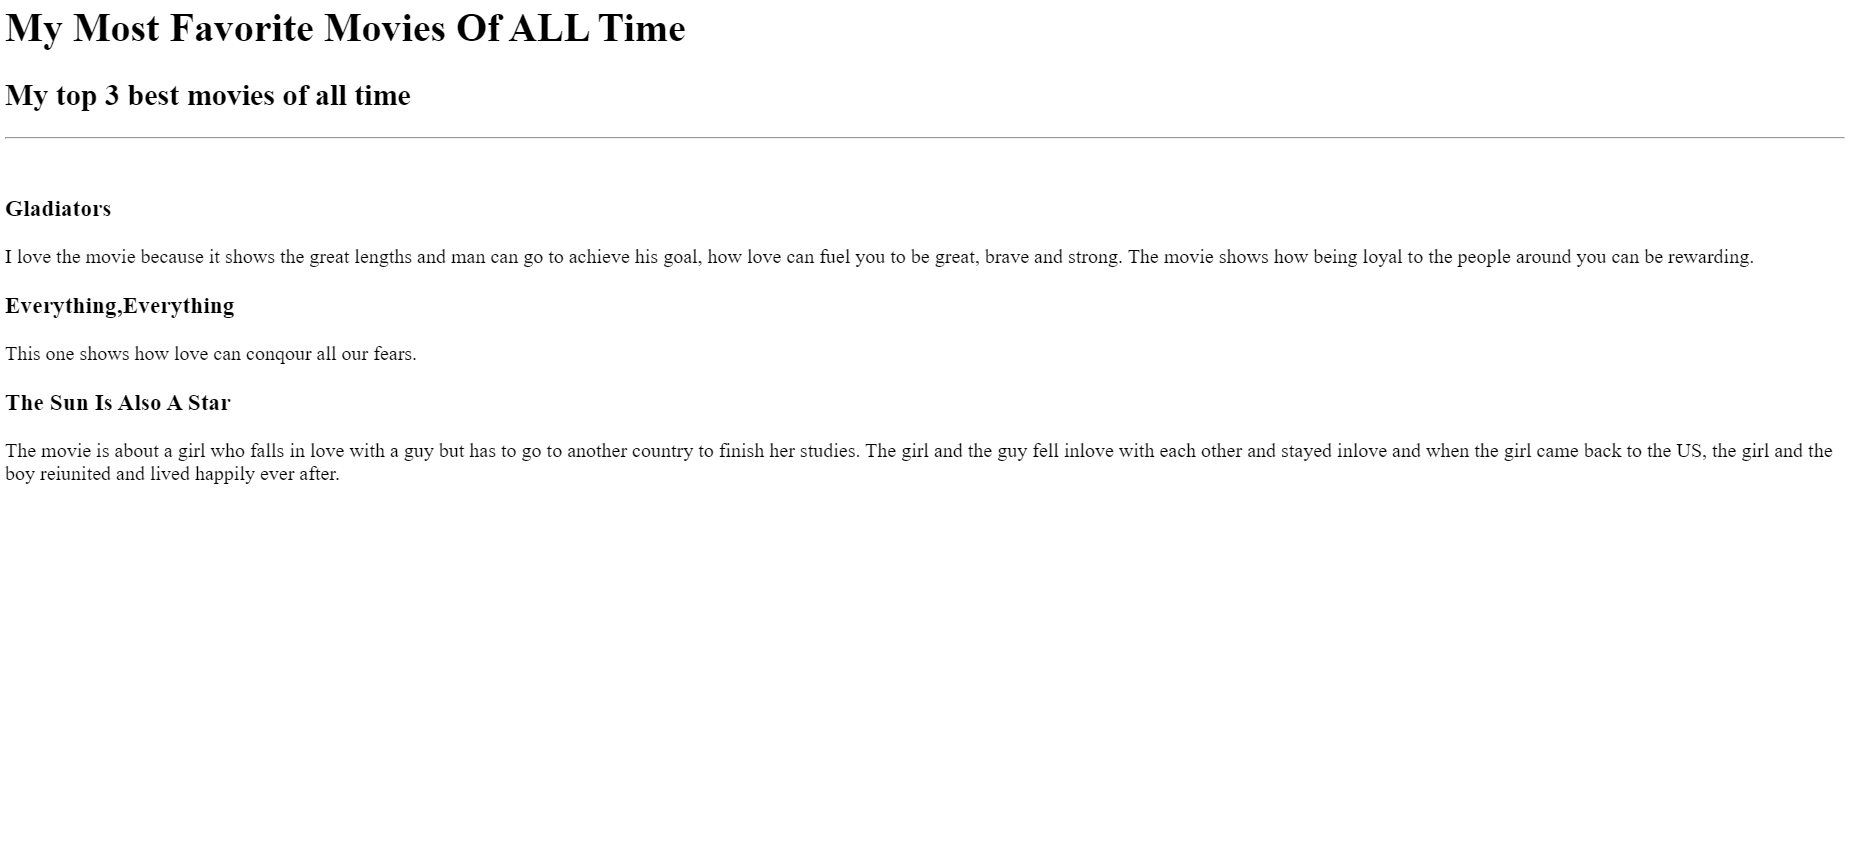 My Most Favorite Movies Of ALL Time
My top 3 best movies of all time
Gladiators
I love the movie because it shows the great lengths and man can go to achieve his goal, how love can fuel you to be great, brave and strong. The movie shows how being loyal to the people around you can be rewarding.
Everything,Everything
This one shows how love can conqour all our fears.
The Sun Is Also A Star
The movie is about a girl who falls in love with a guy but has to go to another country to finish her studies. The girl and the guy fell inlove with each other and stayed inlove and when the girl came back to the US, the girl and the
boy reiunited and lived happily ever after.